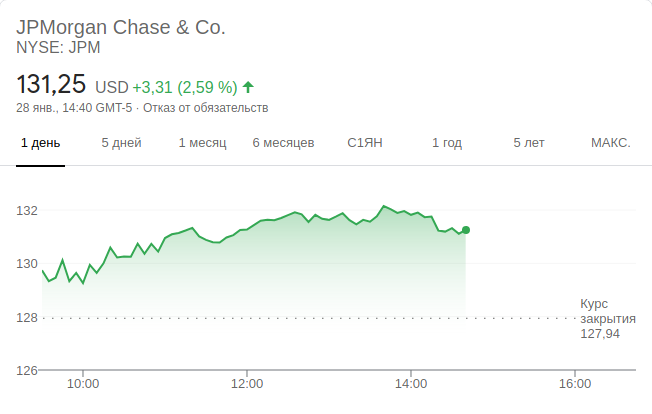 JPMorgan Chase & Co.
NYSE: JPM
131,25 USD +3,31 (2,59 %)
28 янв., 14:40 GMT-5 · Отказ от обязательств
1 день 5 дней 1 месяц 6 месяцев С1ЯН 1 год 5 лет МАКС.
132
130
128
126
Курс
закрытия
127,94
10:00 12:00 14:00 16:00